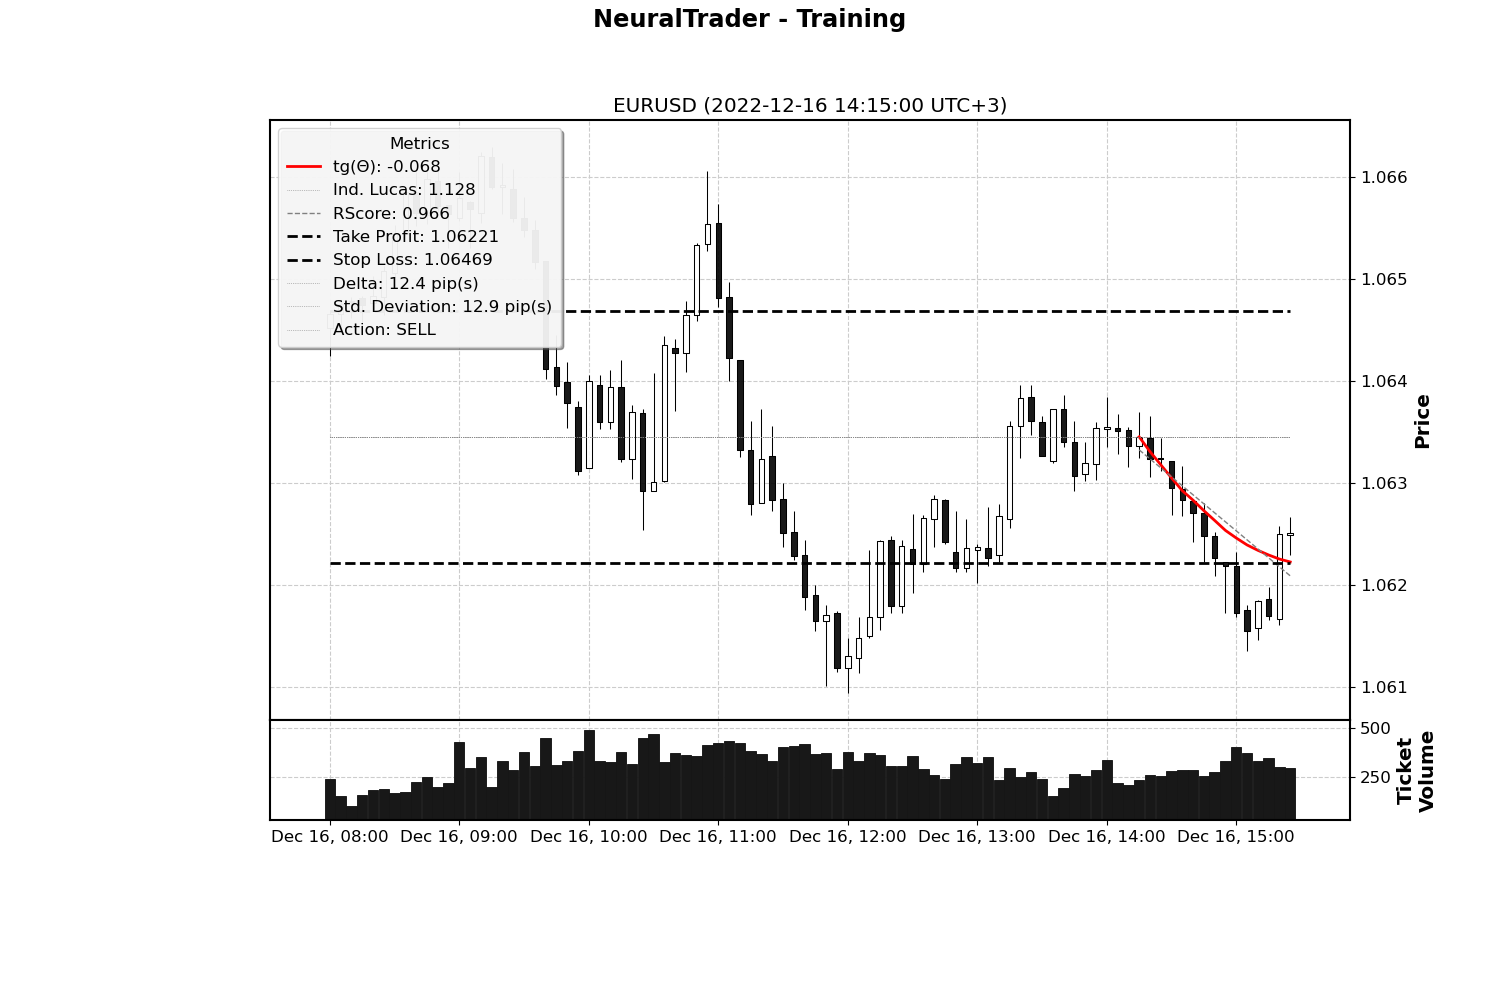 NeuralTrader - Training
EURUSD (2022-12-16 14:15:00 UTC+3)
Metrics
tg(Θ): -0.068
Ind. Lucas: 1.128
RScore: 0.966
Take Profit: 1.06221
Stop Loss: 1.06469
Delta: 12.4 pip(s)
Std. Deviation: 12.9 pip(s)
Action: SELL
1.066
1.065
1.064
1.063
1.062
1.061
Price
500
250
Ticket
Volume
Dec 16, 08:00
Dec 16, 09:00
Dec 16, 10:00
Dec 16, 11:00
Dec 16, 12:00
Dec 16, 13:00
Dec 16, 14:00
Dec 16, 15:00